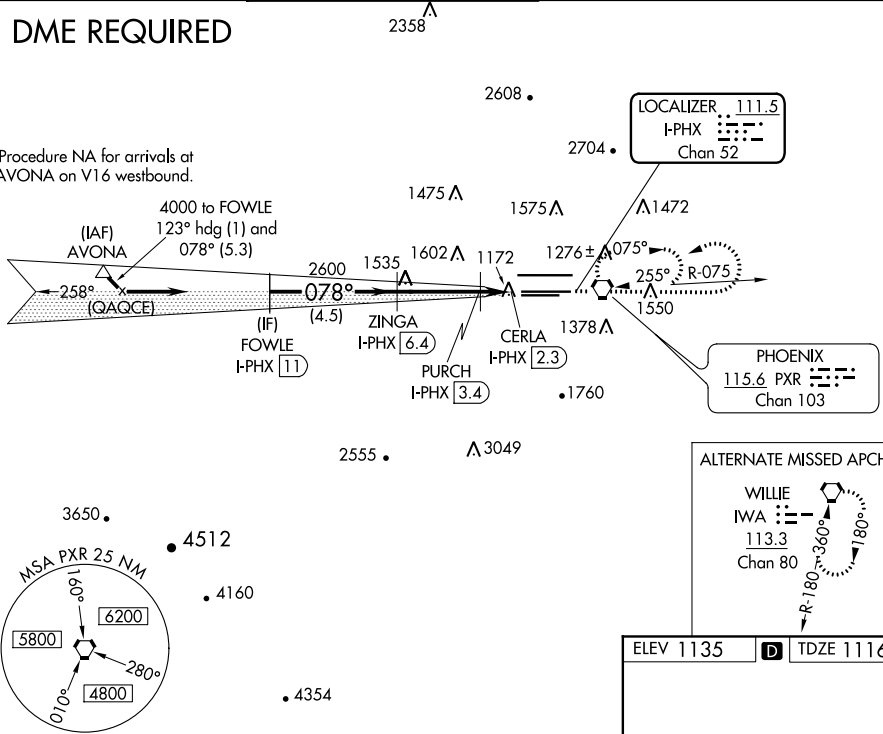 DME REQUIRED
2358
2608
2704
LOCALIZER 111.5
I-PHX
Chan 52
Procedure NA for arrivals at
AVONA on V16 westbound.
4000 to FOWLE
123° hdg (1) and
078° (5.3)
(IAF)
AVONA
258°
(QAQCE)
1475
1575
1472
1602
1535
1172
1276±
075°
255°
R-075
2600
078°
(4.5)
1550
1378
(IF)
FOWLE
I-PHX 11
ZINGA
I-PHX 6.4
PURCH
I-PHX 3.4
CERLA
I-PHX 2.3
PHOENIX
115.6 PXR
Chan 103
1760
2555
3049
ALTERNATE MISSED APCH
WILLIE
IWA
113.3
Chan 80
360°
180°
R-180
3650
4512
4160
4354
MSA PXR 25 NM
160°
6200
5800
280°
4800
010°
ELEV 1135 D TDZE 1116